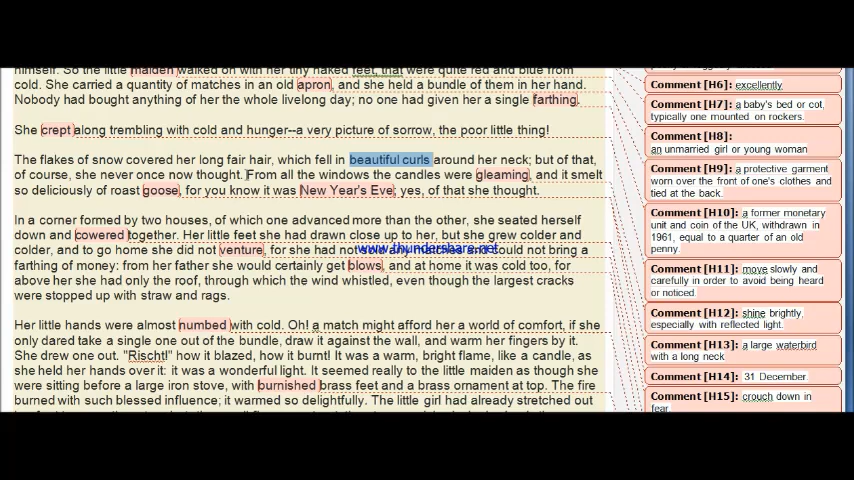 himself. So the little maiden walked on with her tiny naked feet, that were quite red and blue from
cold. She carried a quantity of matches in an old apron, and she held a bundle of them in her hand.
Nobody had bought anything of her the whole livelong day; no one had given her a single farthing.
She crept along trembling with cold and hunger--a very picture of sorrow, the poor little thing!
The flakes of snow covered her long fair hair, which fell in beautiful curls around her neck; but of that,
of course, she never once now thought. From all the windows the candles were gleaming, and it smelt
so deliciously of roast goose, for you know it was New Year's Eve; yes, of that she thought.
In a corner formed by two houses, of which one advanced more than the other, she seated herself
down and cowered together. Her little feet she had drawn close up to her, but she grew colder and
colder, and to go home she did not venture, for she had not sold any matches and could not bring a
www.thundershare.net
farthing of money: from her father she would certainly get blows, and at home it was cold too, for
above her she had only the roof, through which the wind whistled, even though the largest cracks
were stopped up with straw and rags.
Her little hands were almost numbed with cold. Oh! a match might afford her a world of comfort, if she
only dared take a single one out of the bundle, draw it against the wall, and warm her fingers by it.
She drew one out. "Rischt!" how it blazed, how it burnt! It was a warm, bright flame, like a candle, as
she held her hands over it: it was a wonderful light. It seemed really to the little maiden as though she
were sitting before a large iron stove, with burnished brass feet and a brass ornament at top. The fire
burned with such blessed influence; it warmed so delightfully. The little girl had already stretched out
Comment [H6]: excellently
Comment [H7]: a baby's bed or cot,
typically one mounted on rockers.
Comment [H8]:
an unmarried girl or young woman
Comment [H9]: a protective garment
worn over the front of one's clothes and
tied at the back.
Comment [H10]: a former monetary
unit and coin of the UK, withdrawn in
1961, equal to a quarter of an old
penny.
Comment [H11]: move slowly and
carefully in order to avoid being heard
or noticed.
Comment [H12]: shine brightly,
especially with reflected light.
Comment [H13]: a large waterbird
with a long neck
Comment [H14]: 31 December.
Comment [H15]: crouch down in
fear.